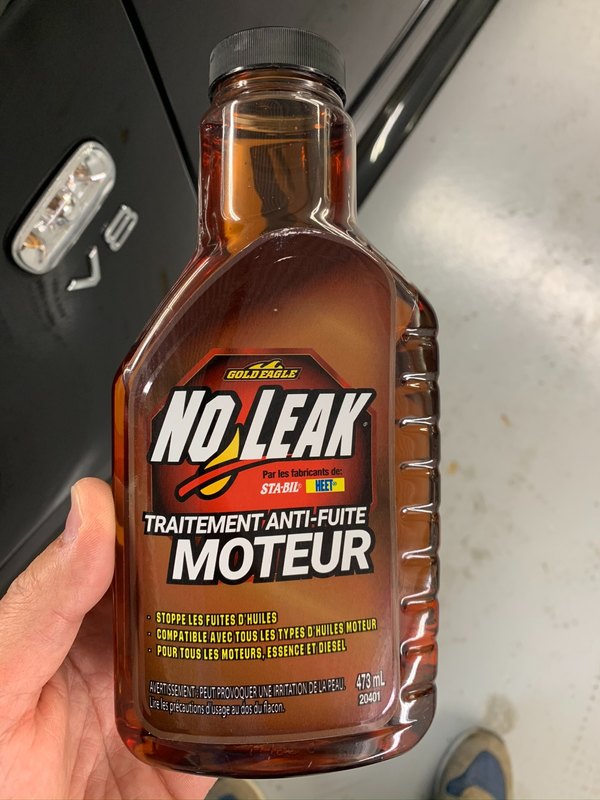 V8
GOLD EAGLE
NO LEAK
Par les fabricants de:
STA-BIL® HEET®
TRAITEMENT ANTI-FUITE
MOTEUR
- STOPPE LES FUITES D'HUILES
- COMPATIBLE AVEC TOUS LES TYPES D'HUILES MOTEUR
- POUR TOUS LES MOTEURS, ESSENCE ET DIESEL
AVERTISSEMENT: PEUT PROVOQUER UNE IRRITATION DE LA PEAU.
Lire les précautions d'usage au dos du flacon.
473 mL
20401